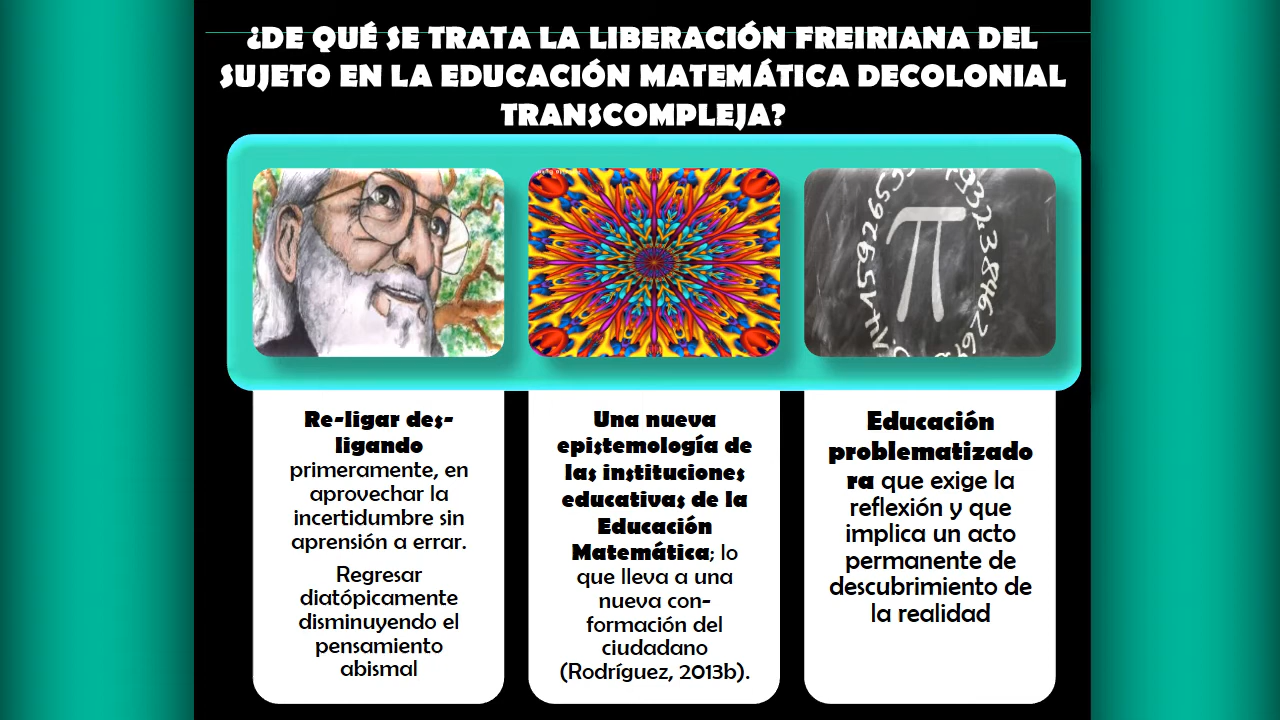 ¿DE QUÉ SE TRATA LA LIBERACIÓN FREIRIANA DEL
SUJETO EN LA EDUCACIÓN MATEMÁTICA DECOLONIAL
TRANSCOMPLEJA?
Re-ligar des-
ligando
primeramente, en
aprovechar la
incertidumbre sin
aprensión a errar.
Regresar
diatópicamente
disminuyendo el
pensamiento
abismal
Una nueva
epistemología de
las instituciones
educativas de la
Educación
Matemática; lo
que lleva a una
nueva con-
formación del
ciudadano
(Rodríguez, 2013b).
π
Educación
problematizado
ra que exige la
reflexión y que
implica un acto
permanente de
descubrimiento de
la realidad